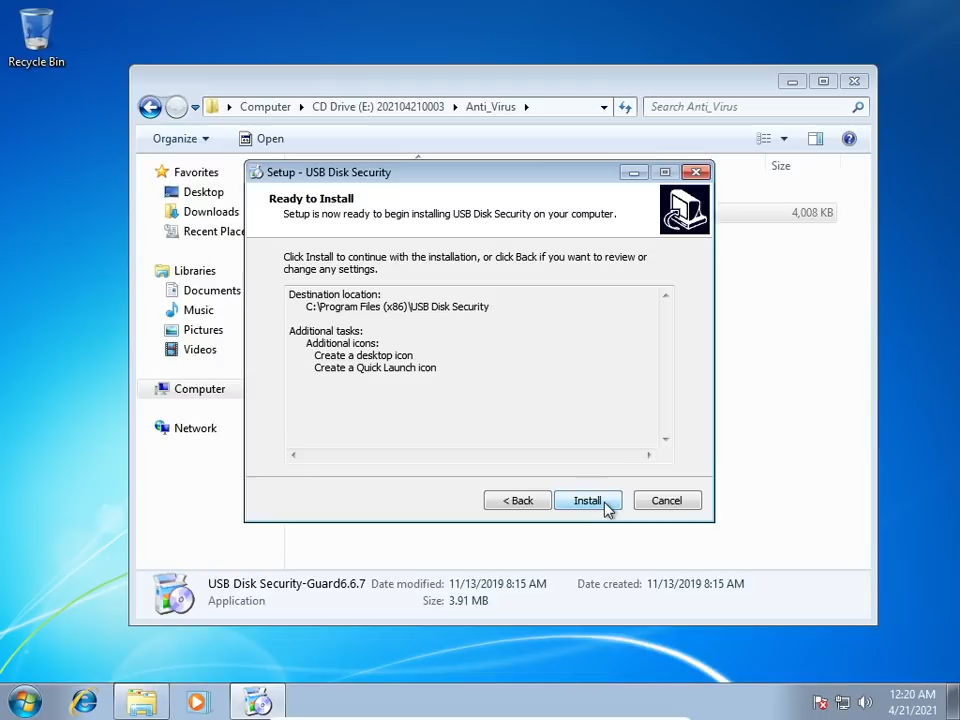 Recycle Bin
Computer CD Drive (E:) 202104210003 Anti_Virus
Search Anti_Virus
Organize Open
Size
4,008 KB
Favorites
Desktop
Downloads
Recent Place
Libraries
Documents
Music
Pictures
Videos
Computer
Network
Setup - USB Disk Security
Ready to Install
Setup is now ready to begin installing USB Disk Security on your computer.
Click Install to continue with the installation, or click Back if you want to review or
change any settings.
Destination location:
C:\Program Files (x86)\USB Disk Security
Additional tasks:
Additional icons:
Create a desktop icon
Create a Quick Launch icon
< Back Install Cancel
USB Disk Security-Guard6.6.7 Date modified: 11/13/2019 8:15 AM Date created: 11/13/2019 8:15 AM
Application Size: 3.91 MB
12:20 AM
4/21/2021